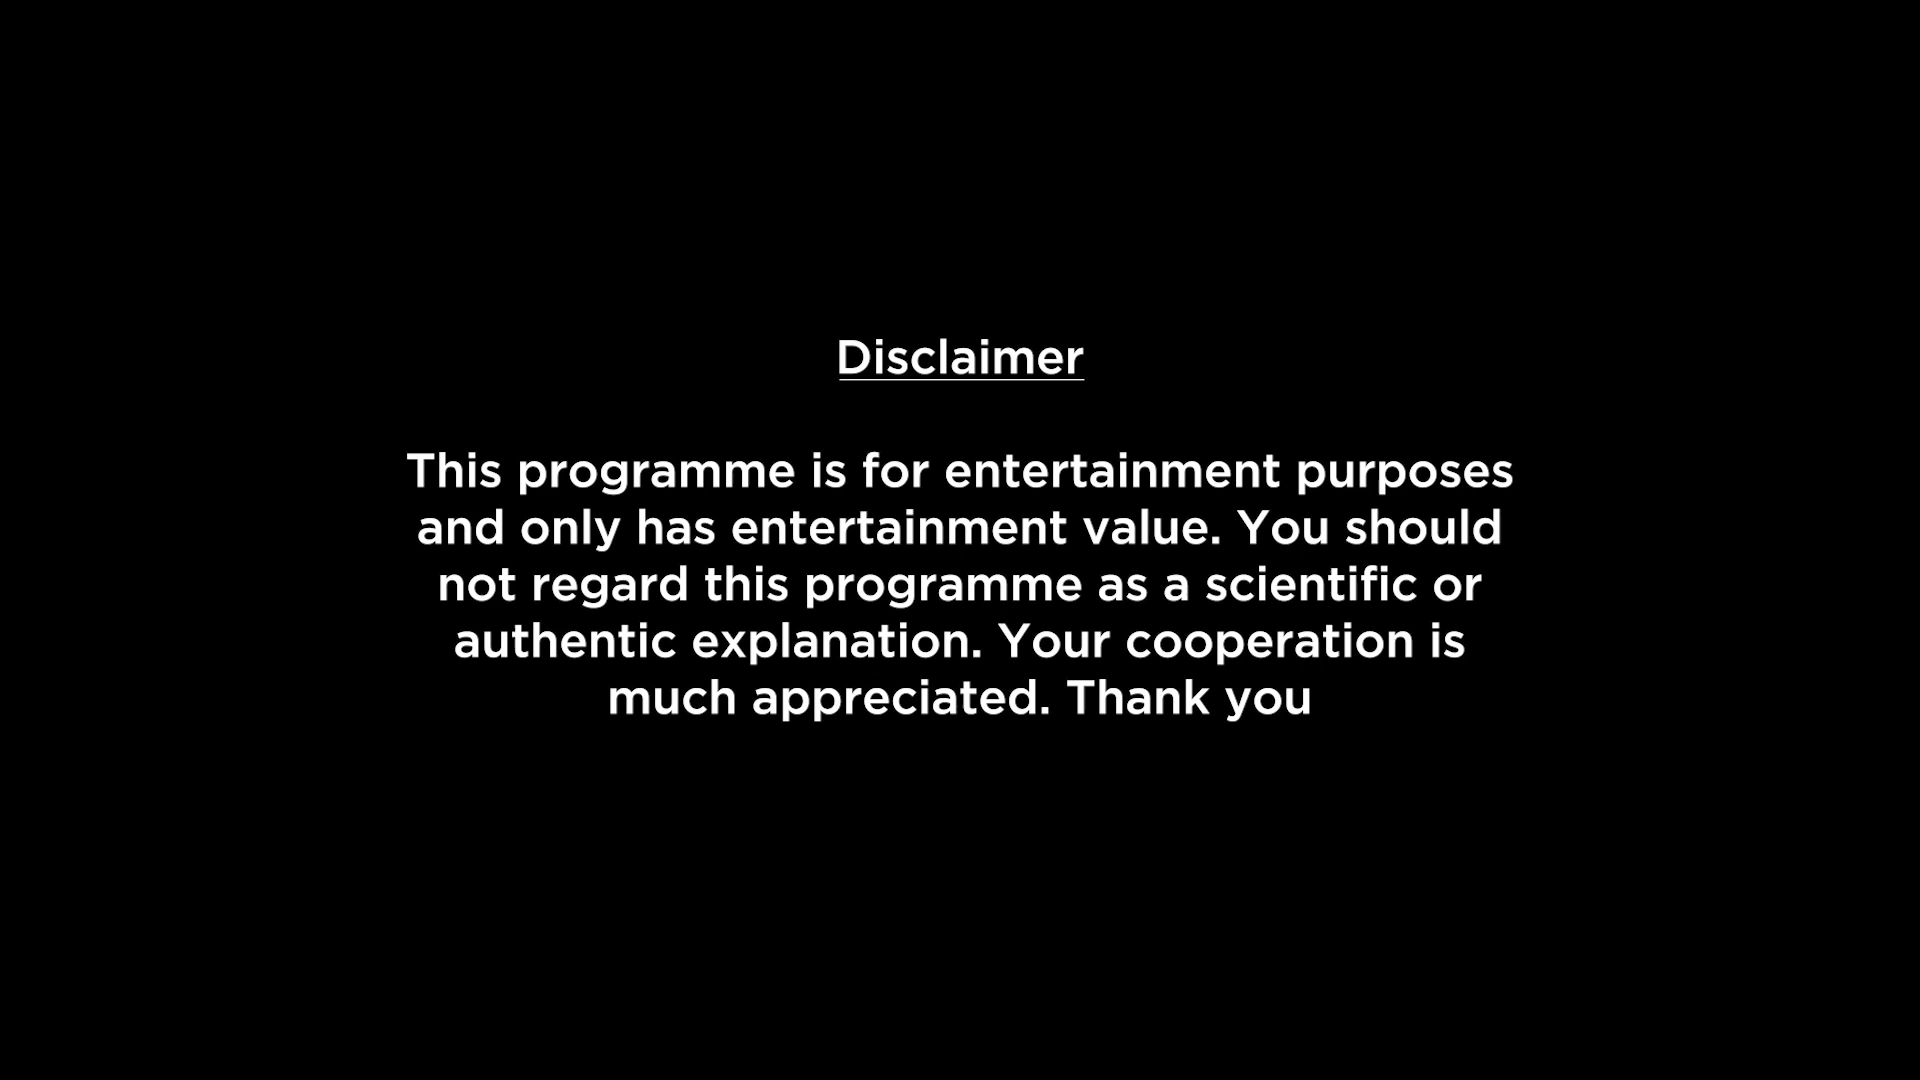 Disclaimer
This programme is for entertainment purposes
and only has entertainment value. You should
not regard this programme as a scientific or
authentic explanation. Your cooperation is
much appreciated. Thank you